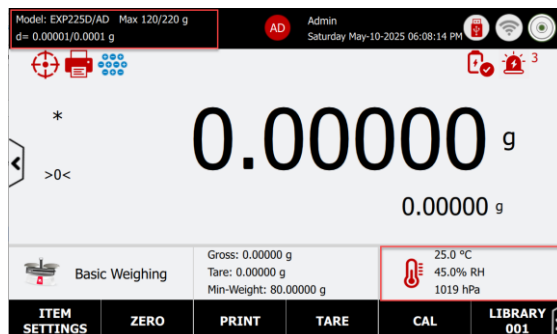 Model: EXP225D/AD Max 120/220 g
d= 0.00001/0.0001 g
AD
Admin
Saturday May-10-2025 06:08:14 PM
3
*
0.00000 g
>0<
0.00000 g
Basic Weighing
Gross: 0.00000 g
Tare: 0.00000 g
Min-Weight: 80.00000 g
25.0 °C
45.0% RH
1019 hPa
ITEM
SETTINGS
ZERO
PRINT
TARE
CAL
LIBRARY
001